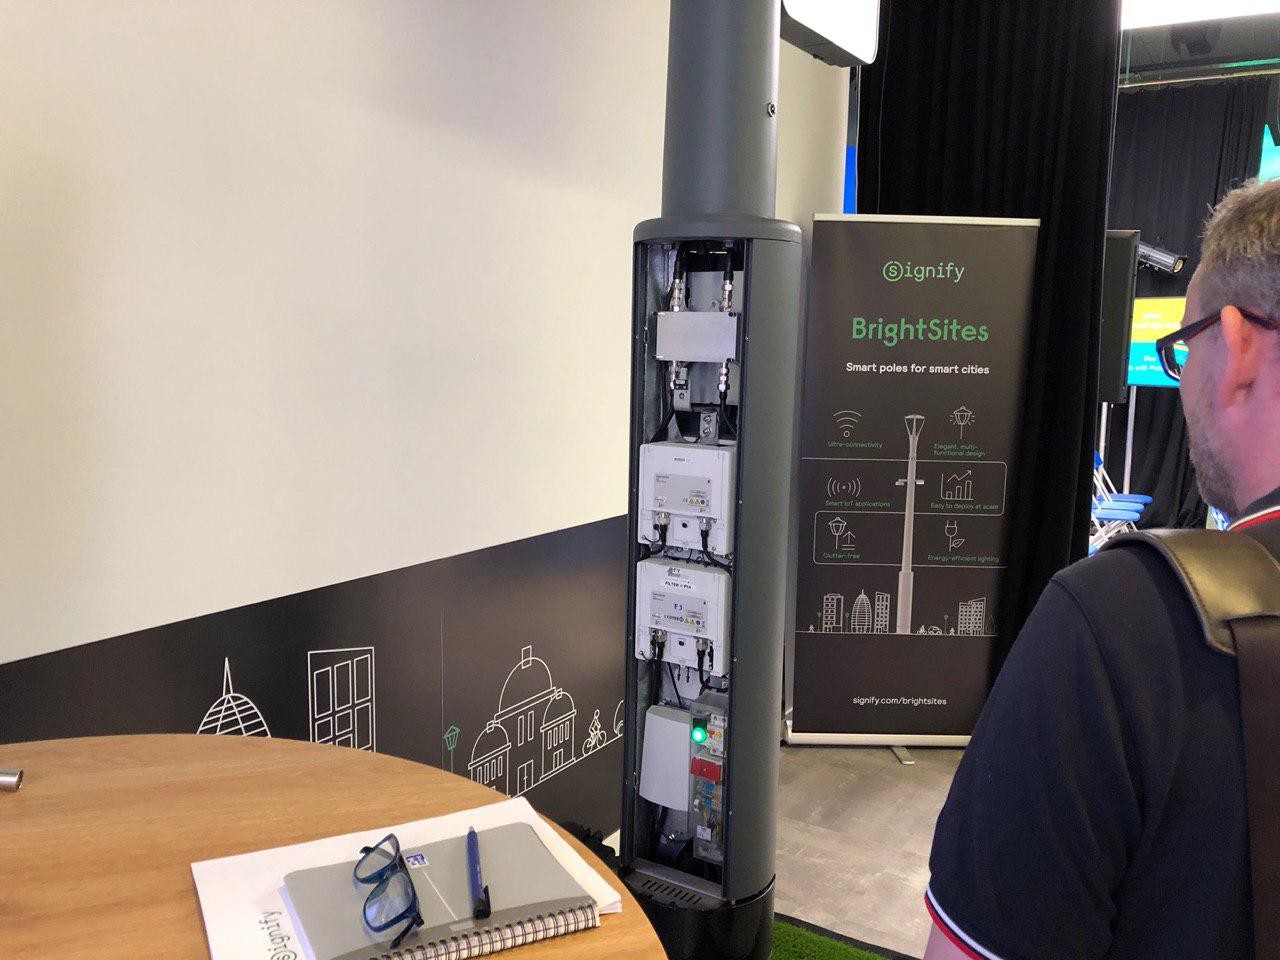 signify
BrightSites
Smart poles for smart cities
Ultra-connectivity
Elegant, multi-
functional design
Smart IoT applications
Easy to deploy at scale
Clutter-free
Energy-efficient lighting
signify.com/brightsites
FILTER + PIA
F3
signify